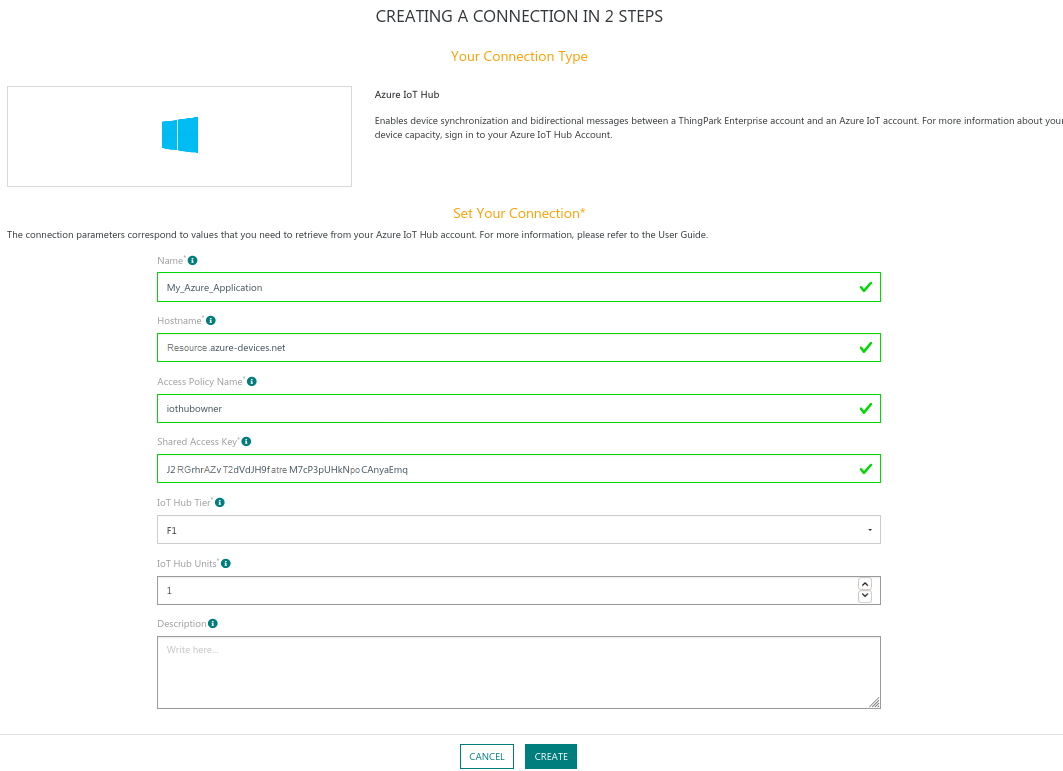 CREATING A CONNECTION IN 2 STEPS
Your Connection Type
Azure IoT Hub
Enables device synchronization and bidirectional messages between a ThingPark Enterprise account and an Azure IoT account. For more information about your
device capacity, sign in to your Azure IoT Hub Account.
Set Your Connection*
The connection parameters correspond to values that you need to retrieve from your Azure IoT Hub account. For more information, please refer to the User Guide.
Name*
My_Azure_Application
Hostname*
Resource.azure-devices.net
Access Policy Name*
iothubowner
Shared Access Key*
J2RGrhrAZvT2dVdJH9fatreM7cP3pUHkNpoCAnyaEmq
IoT Hub Tier*
F1
IoT Hub Units*
1
Description
Write here...
CANCEL CREATE